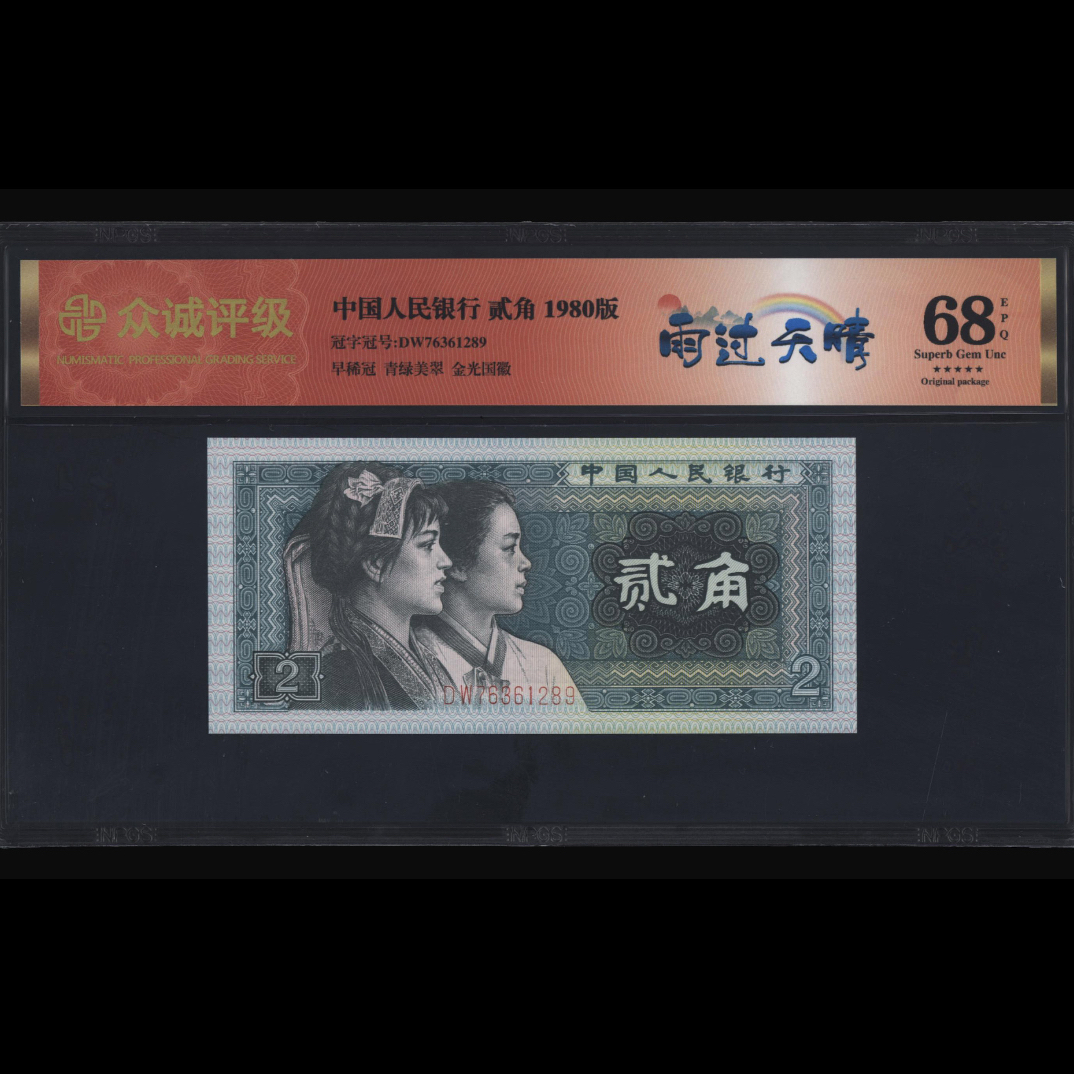 众诚评级
NUMISMATIC PROFESSIONAL GRADING SERVICE
中国人民银行 贰角 1980版
冠字冠号:DW76361289
早稀冠 青绿美翠 金光国徽
雨过天晴
68 EPQ
Superb Gem Unc
★★★★★
Original package
中国人民银行
贰角
2
DW76361289
2